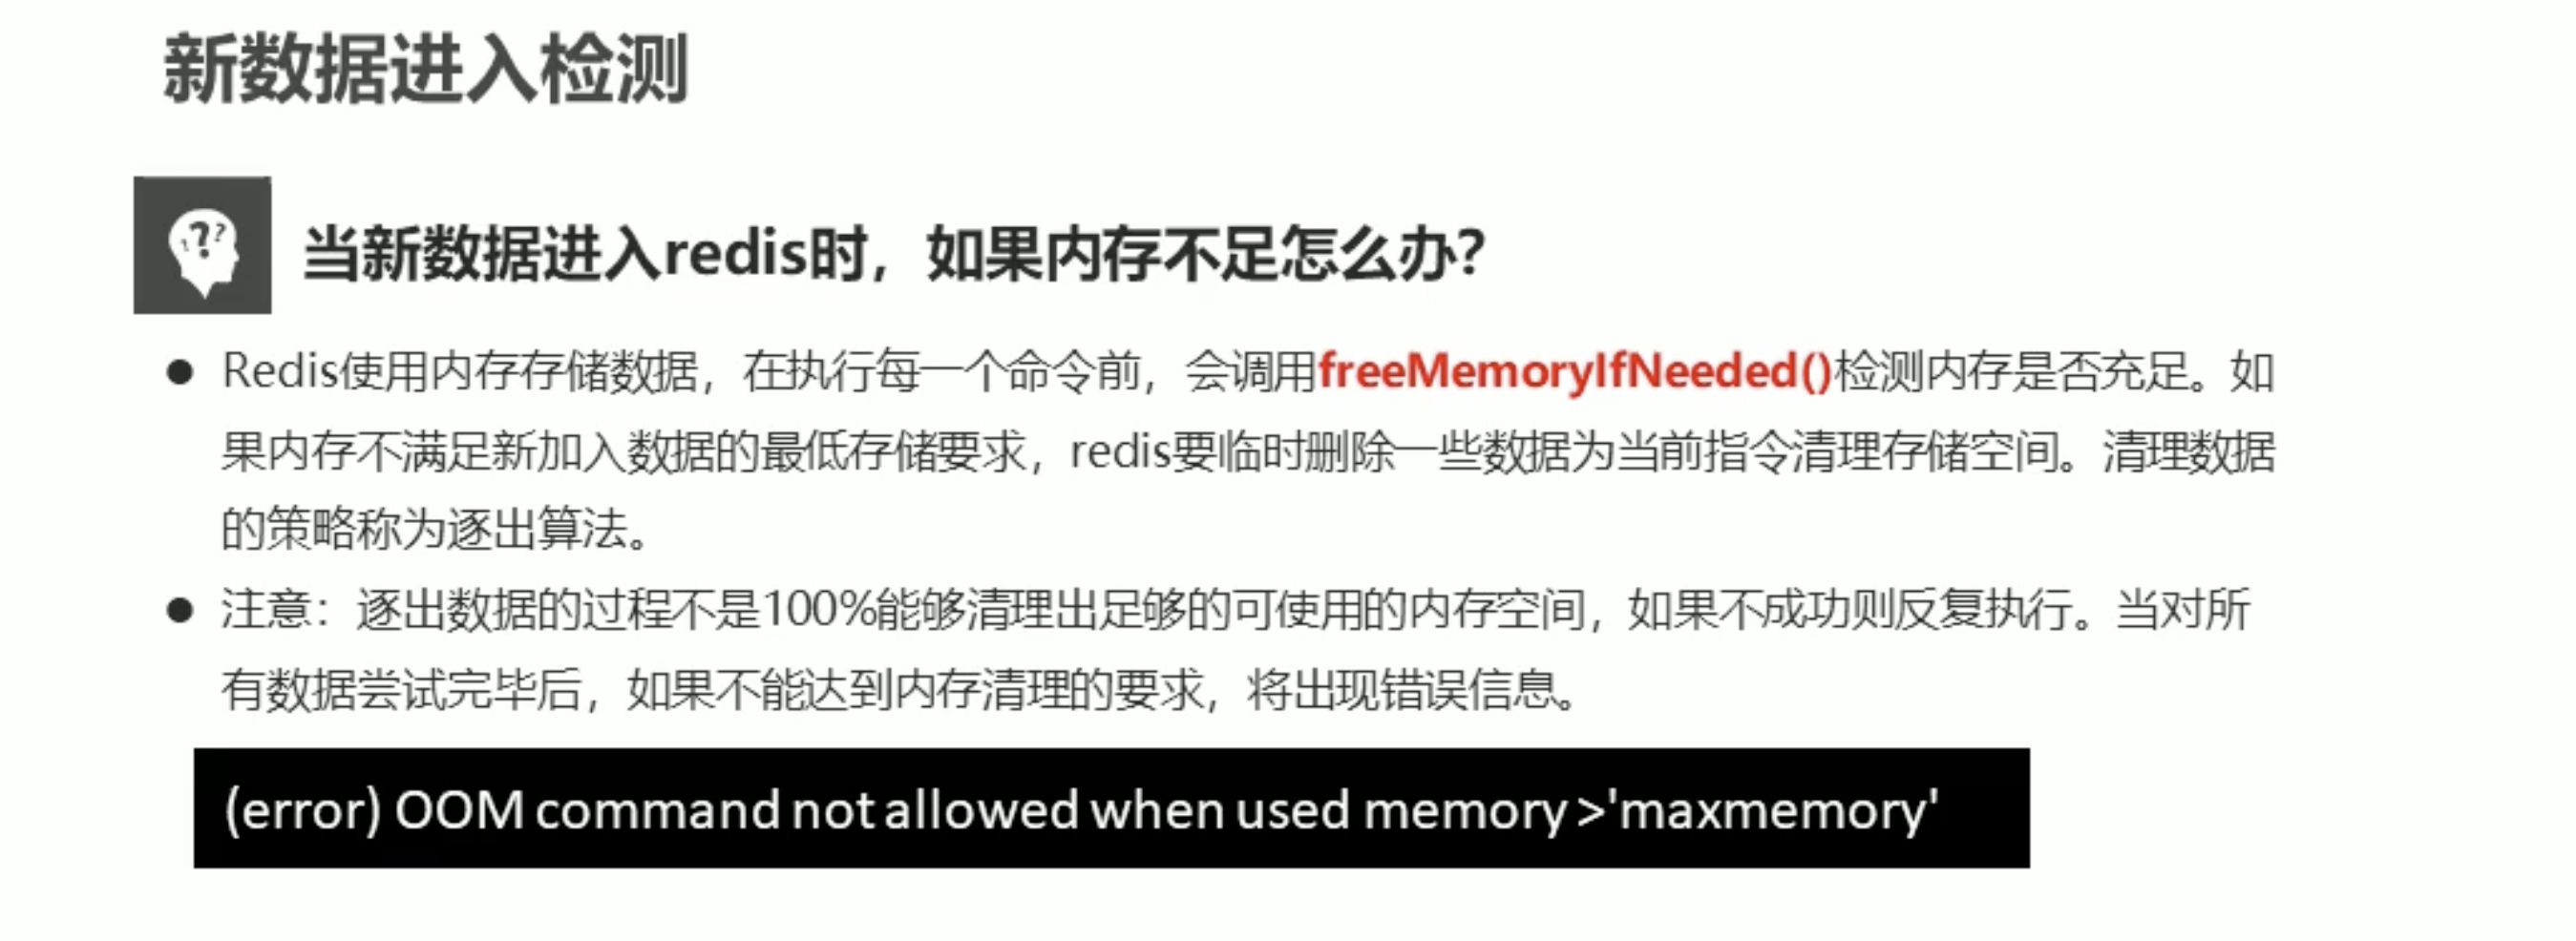 新数据进入检测
当新数据进入redis时，如果内存不足怎么办？
● Redis使用内存存储数据，在执行每一个命令前，会调用freeMemoryIfNeeded()检测内存是否充足。如
果内存不满足新加入数据的最低存储要求，redis要临时删除一些数据为当前指令清理存储空间。清理数据
的策略称为逐出算法。
● 注意：逐出数据的过程不是100%能够清理出足够的可使用的内存空间，如果不成功则反复执行。当对所
有数据尝试完毕后，如果不能达到内存清理的要求，将出现错误信息。
(error) OOM command not allowed when used memory >'maxmemory'